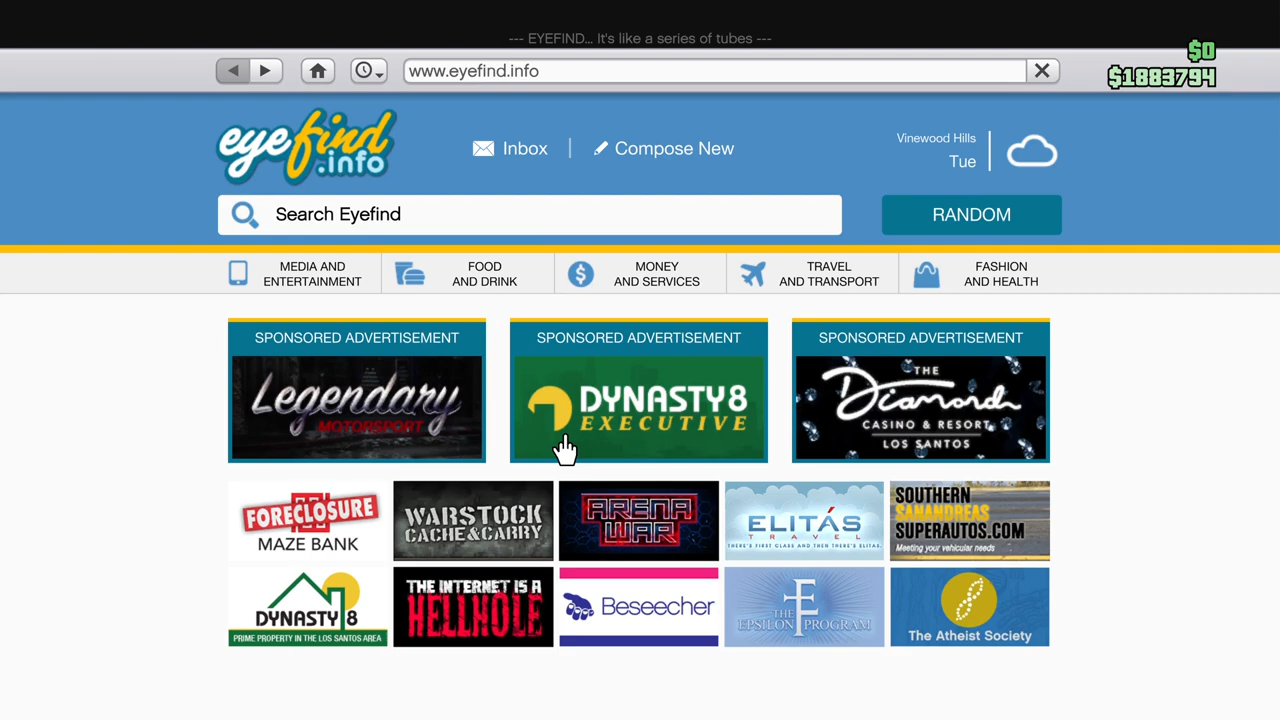 --- EYEFIND... It's like a series of tubes ---
$0
www.eyefind.info
$1883794
eyefind
.info
Inbox
Compose New
Vinewood Hills
Tue
Search Eyefind
RANDOM
MEDIA AND
ENTERTAINMENT
FOOD
AND DRINK
MONEY
AND SERVICES
TRAVEL
AND TRANSPORT
FASHION
AND HEALTH
SPONSORED ADVERTISEMENT
Legendary
MOTORSPORT
SPONSORED ADVERTISEMENT
DYNASTY8
EXECUTIVE
SPONSORED ADVERTISEMENT
THE
Diamond
CASINO & RESORT
LOS SANTOS
FORECLOSURE
MAZE BANK
WARSTOCK
CACHE&CARRY
ARENA
WAR
ELITÁS
TRAVEL
THERE'S FIRST CLASS AND THEN THERE'S ELITAS.
SOUTHERN
SANANDREAS
SUPERAUTOS.COM
Meeting your vehicular needs
DYNASTY 8
PRIME PROPERTY IN THE LOS SANTOS AREA
THE INTERNET IS A
HELLHOLE
Beseecher
THE
EPSILON PROGRAM
The Atheist Society